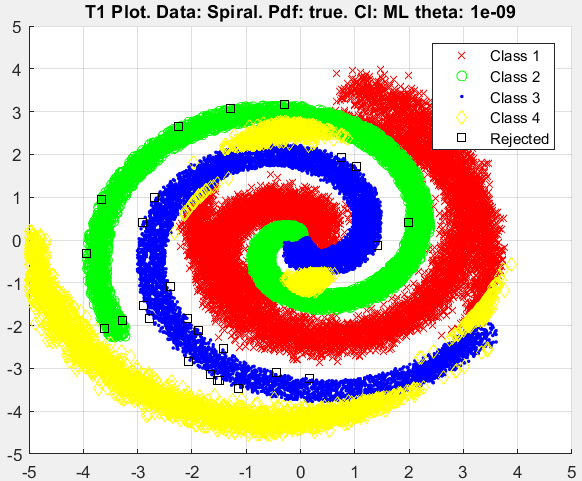 T1 Plot. Data: Spiral. Pdf: true. Cl: ML theta: 1e-09
Class 1
Class 2
Class 3
Class 4
Rejected
5
4
3
2
1
0
-1
-2
-3
-4
-5
-5 -4 -3 -2 -1 0 1 2 3 4 5